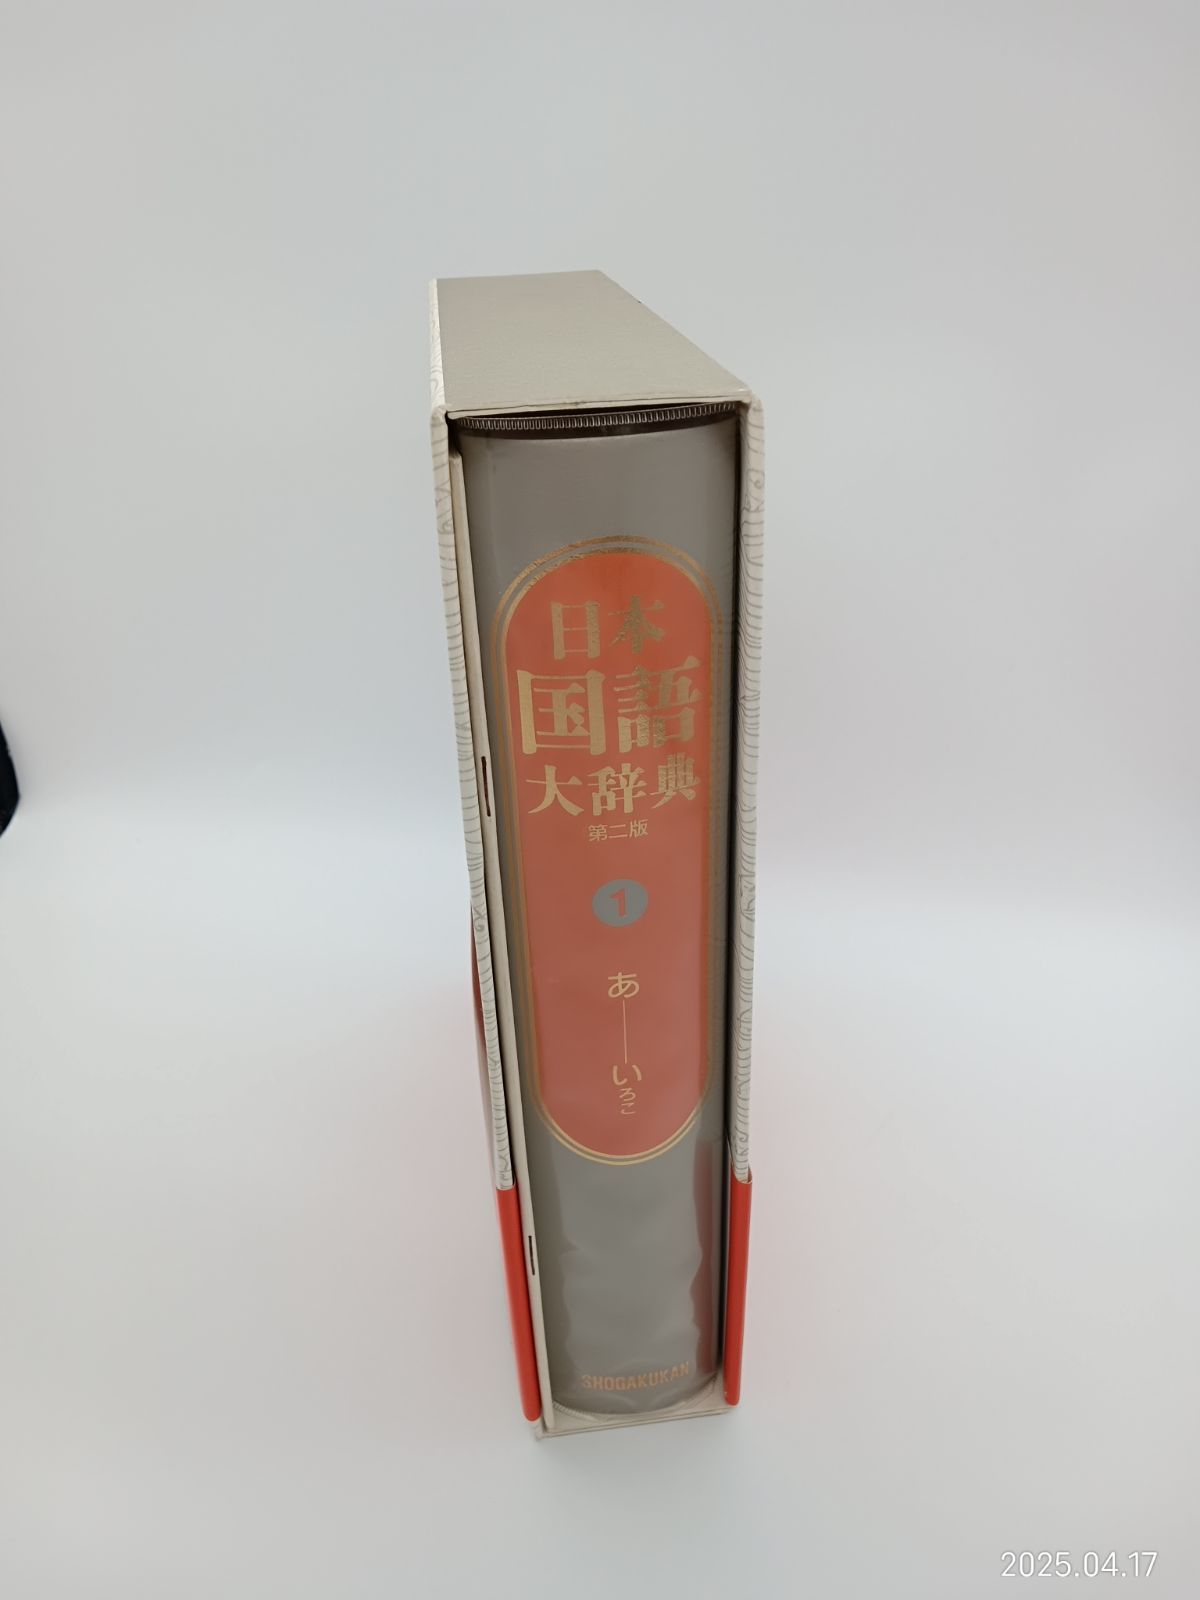 日本
国語
大辞典
第二版
1
あ―いろこ
SHOGAKUKAN
2025.04.17